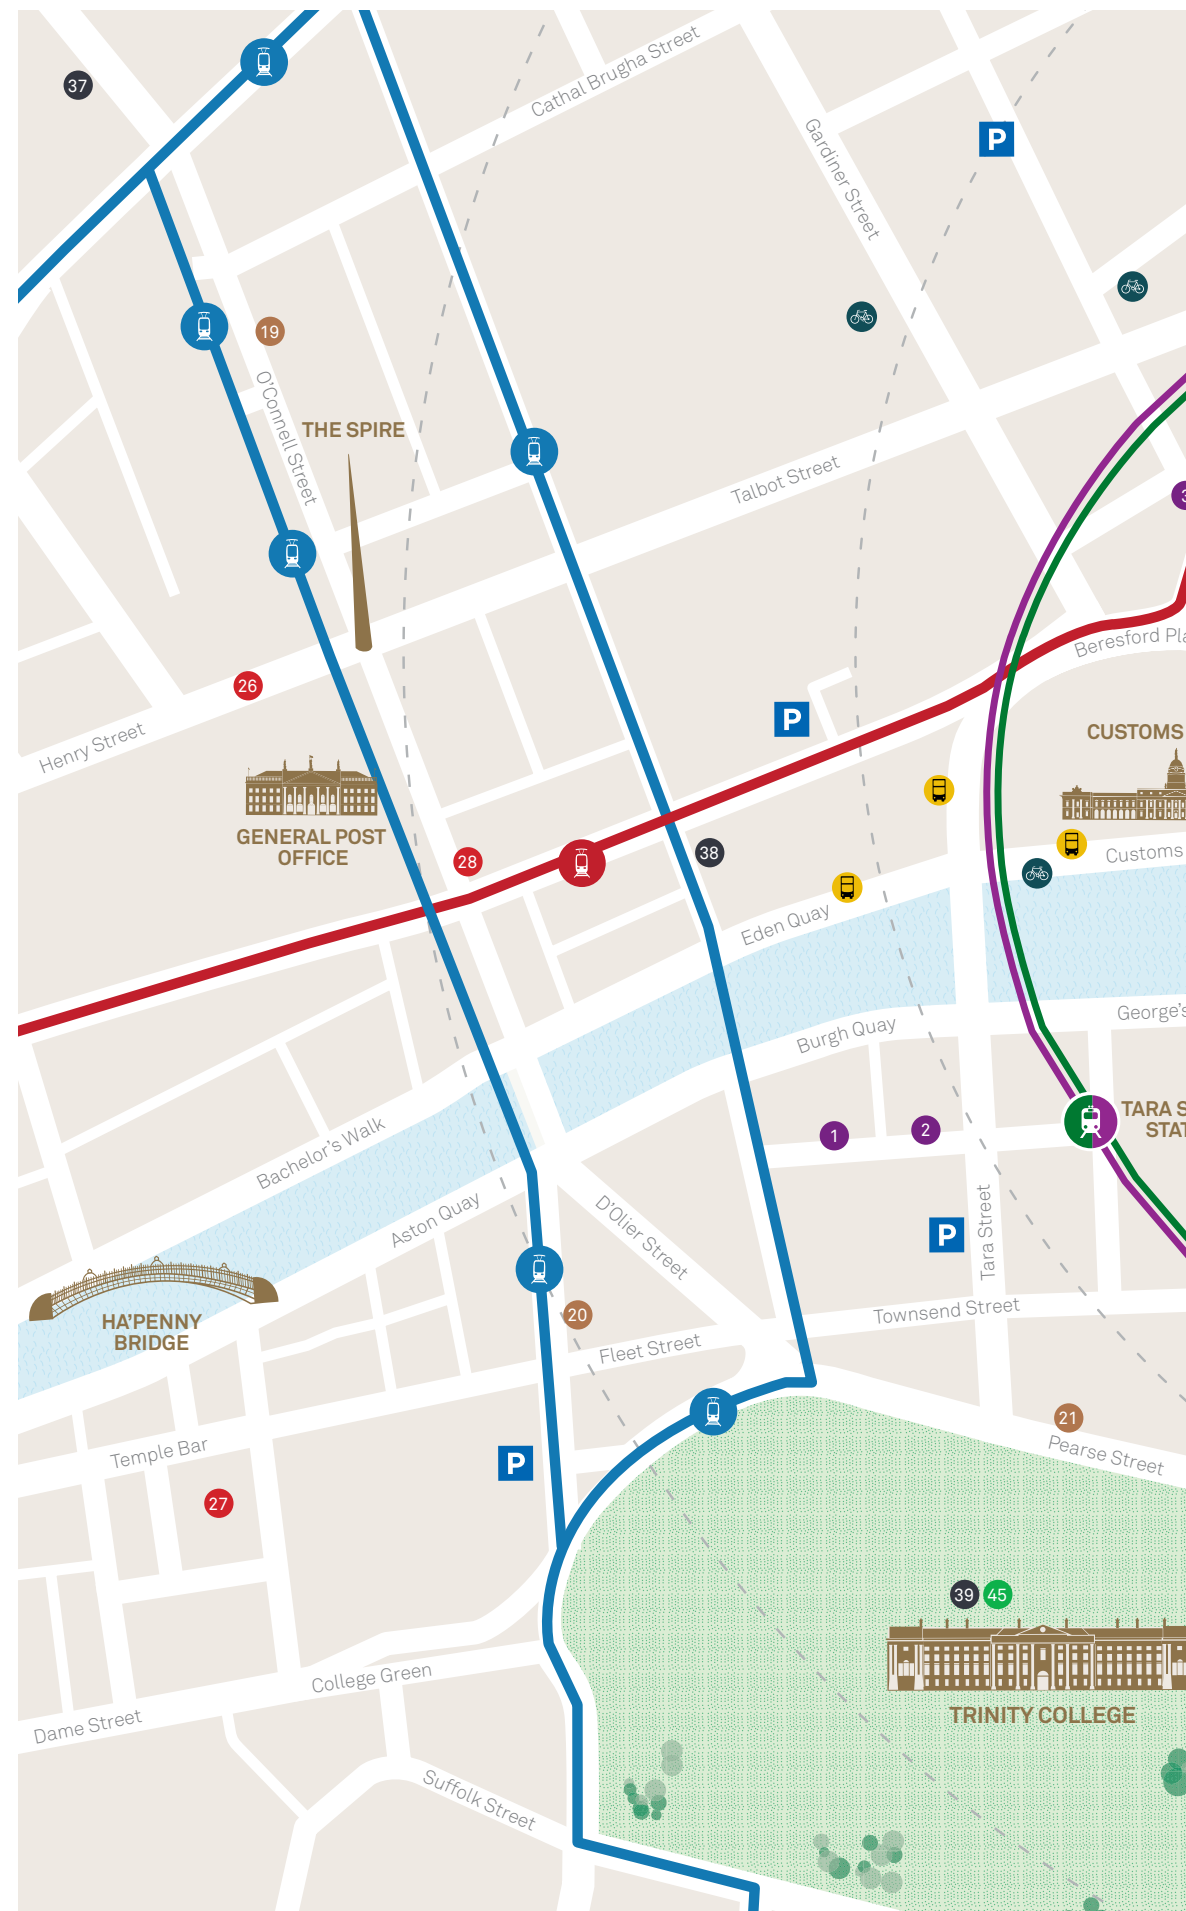 37
Cathal Brugha Street
Gardiner Street
P
19
O'Connell Street
THE SPIRE
Talbot Street
3
Beresford Pla
26
Henry Street
P
CUSTOMS
GENERAL POST
OFFICE
28
38
Customs
Eden Quay
George's
Burgh Quay
TARA S
STAT
1
2
Bachelor's Walk
Aston Quay
D'Olier Street
Tara Street
P
HA'PENNY
BRIDGE
20
Townsend Street
Fleet Street
21
Pearse Street
Temple Bar
P
27
39
45
College Green
TRINITY COLLEGE
Dame Street
Suffolk Street